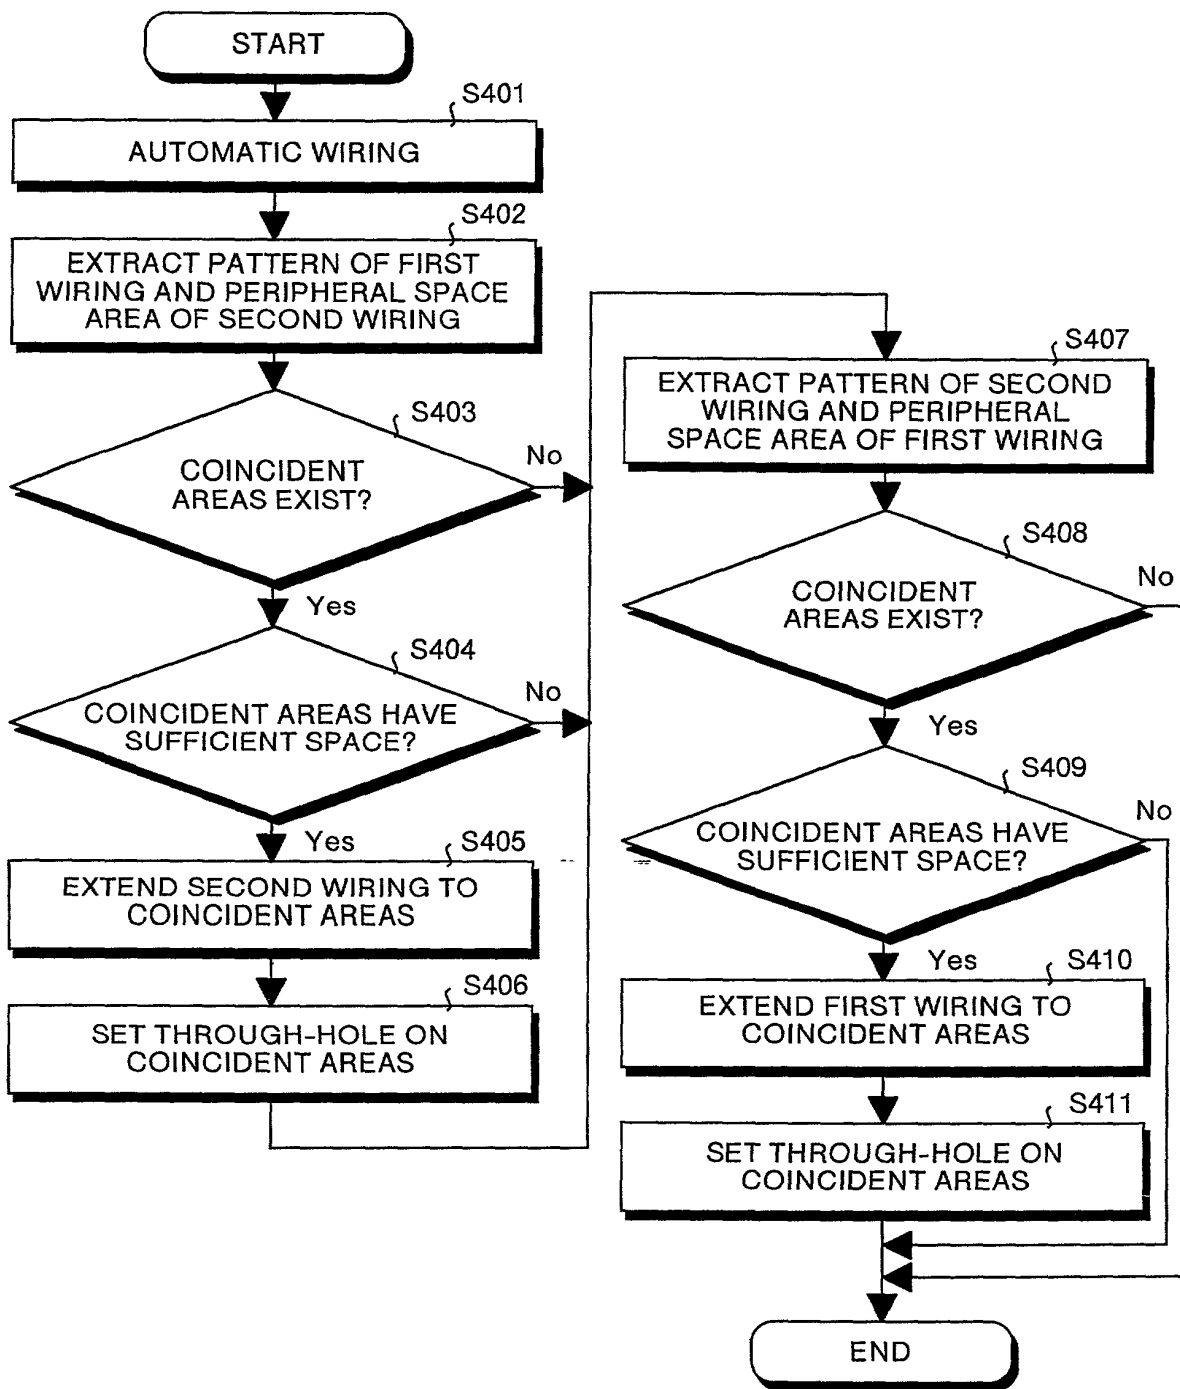 START
S401
AUTOMATIC WIRING
S402
EXTRACT PATTERN OF FIRST
WIRING AND PERIPHERAL SPACE
AREA OF SECOND WIRING
S403
COINCIDENT
AREAS EXIST?
No
Yes
S404
COINCIDENT AREAS HAVE
SUFFICIENT SPACE?
No
Yes
S405
EXTEND SECOND WIRING TO
COINCIDENT AREAS
S406
SET THROUGH-HOLE ON
COINCIDENT AREAS
S407
EXTRACT PATTERN OF SECOND
WIRING AND PERIPHERAL
SPACE AREA OF FIRST WIRING
S408
COINCIDENT
AREAS EXIST?
No
Yes
S409
COINCIDENT AREAS HAVE
SUFFICIENT SPACE?
No
Yes
S410
EXTEND FIRST WIRING TO
COINCIDENT AREAS
S411
SET THROUGH-HOLE ON
COINCIDENT AREAS
END